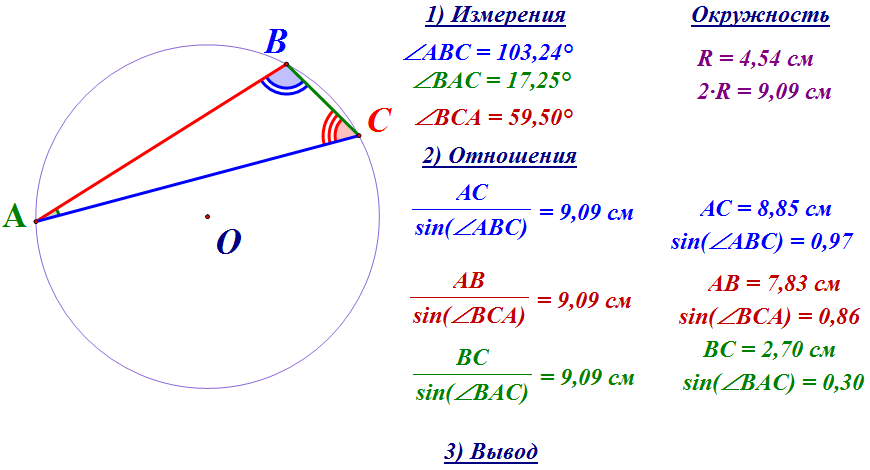 B
C
A
O
1) Измерения
∠ABC = 103,24°
∠BAC = 17,25°
∠BCA = 59,50°
Окружность
R = 4,54 см
2·R = 9,09 см
2) Отношения
AC
sin(∠ABC) = 9,09 см
AC = 8,85 см
sin(∠ABC) = 0,97
AB
sin(∠BCA) = 9,09 см
AB = 7,83 см
sin(∠BCA) = 0,86
BC
sin(∠BAC) = 9,09 см
BC = 2,70 см
sin(∠BAC) = 0,30
3) Вывод